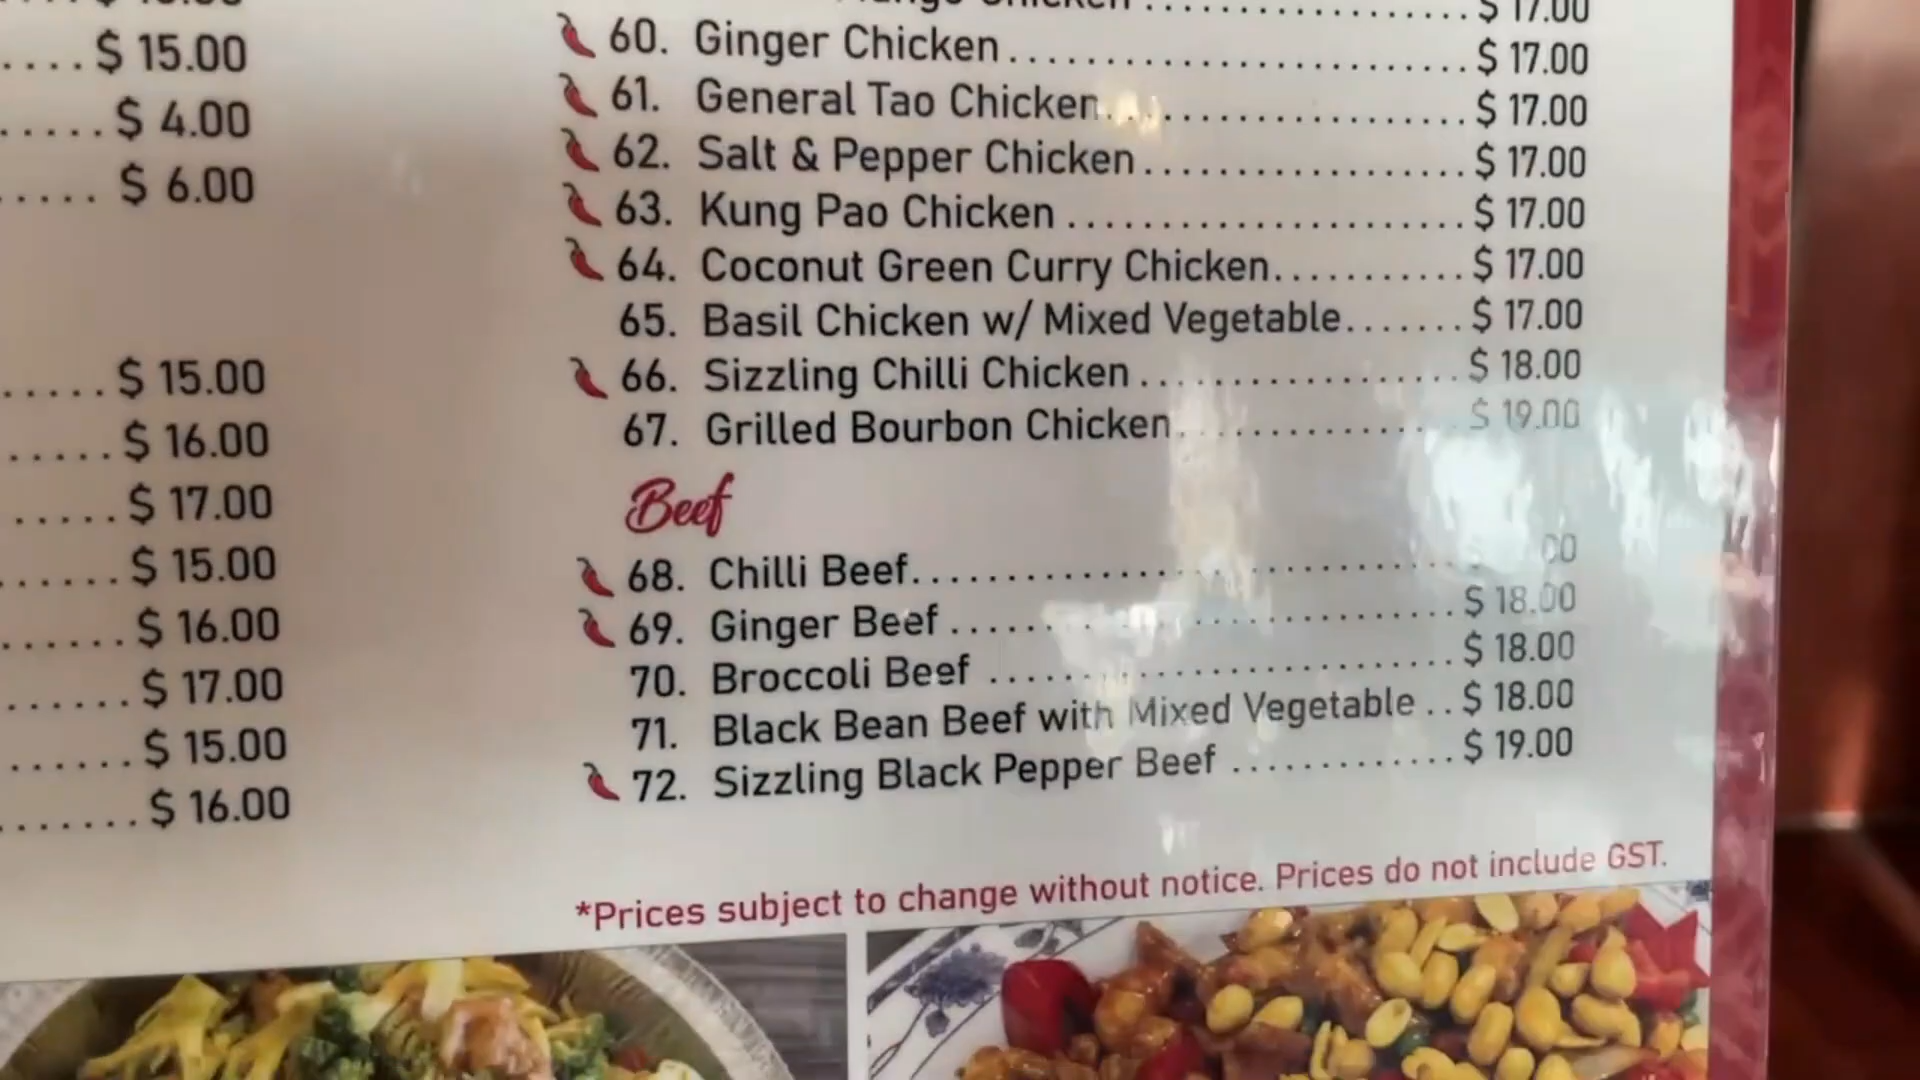 $ 15.00
$ 4.00
$ 6.00
$ 15.00
$ 16.00
$ 17.00
$ 15.00
$ 16.00
$ 17.00
$ 15.00
$ 16.00
Chicken $ 17.00
60. Ginger Chicken $ 17.00
61. General Tao Chicken $ 17.00
62. Salt & Pepper Chicken $ 17.00
63. Kung Pao Chicken $ 17.00
64. Coconut Green Curry Chicken $ 17.00
65. Basil Chicken w/ Mixed Vegetable $ 17.00
66. Sizzling Chilli Chicken $ 18.00
67. Grilled Bourbon Chicken $ 19.00
Beef
68. Chilli Beef
69. Ginger Beef $ 18.00
70. Broccoli Beef $ 18.00
71. Black Bean Beef with Mixed Vegetable $ 18.00
72. Sizzling Black Pepper Beef $ 19.00
*Prices subject to change without notice. Prices do not include GST.